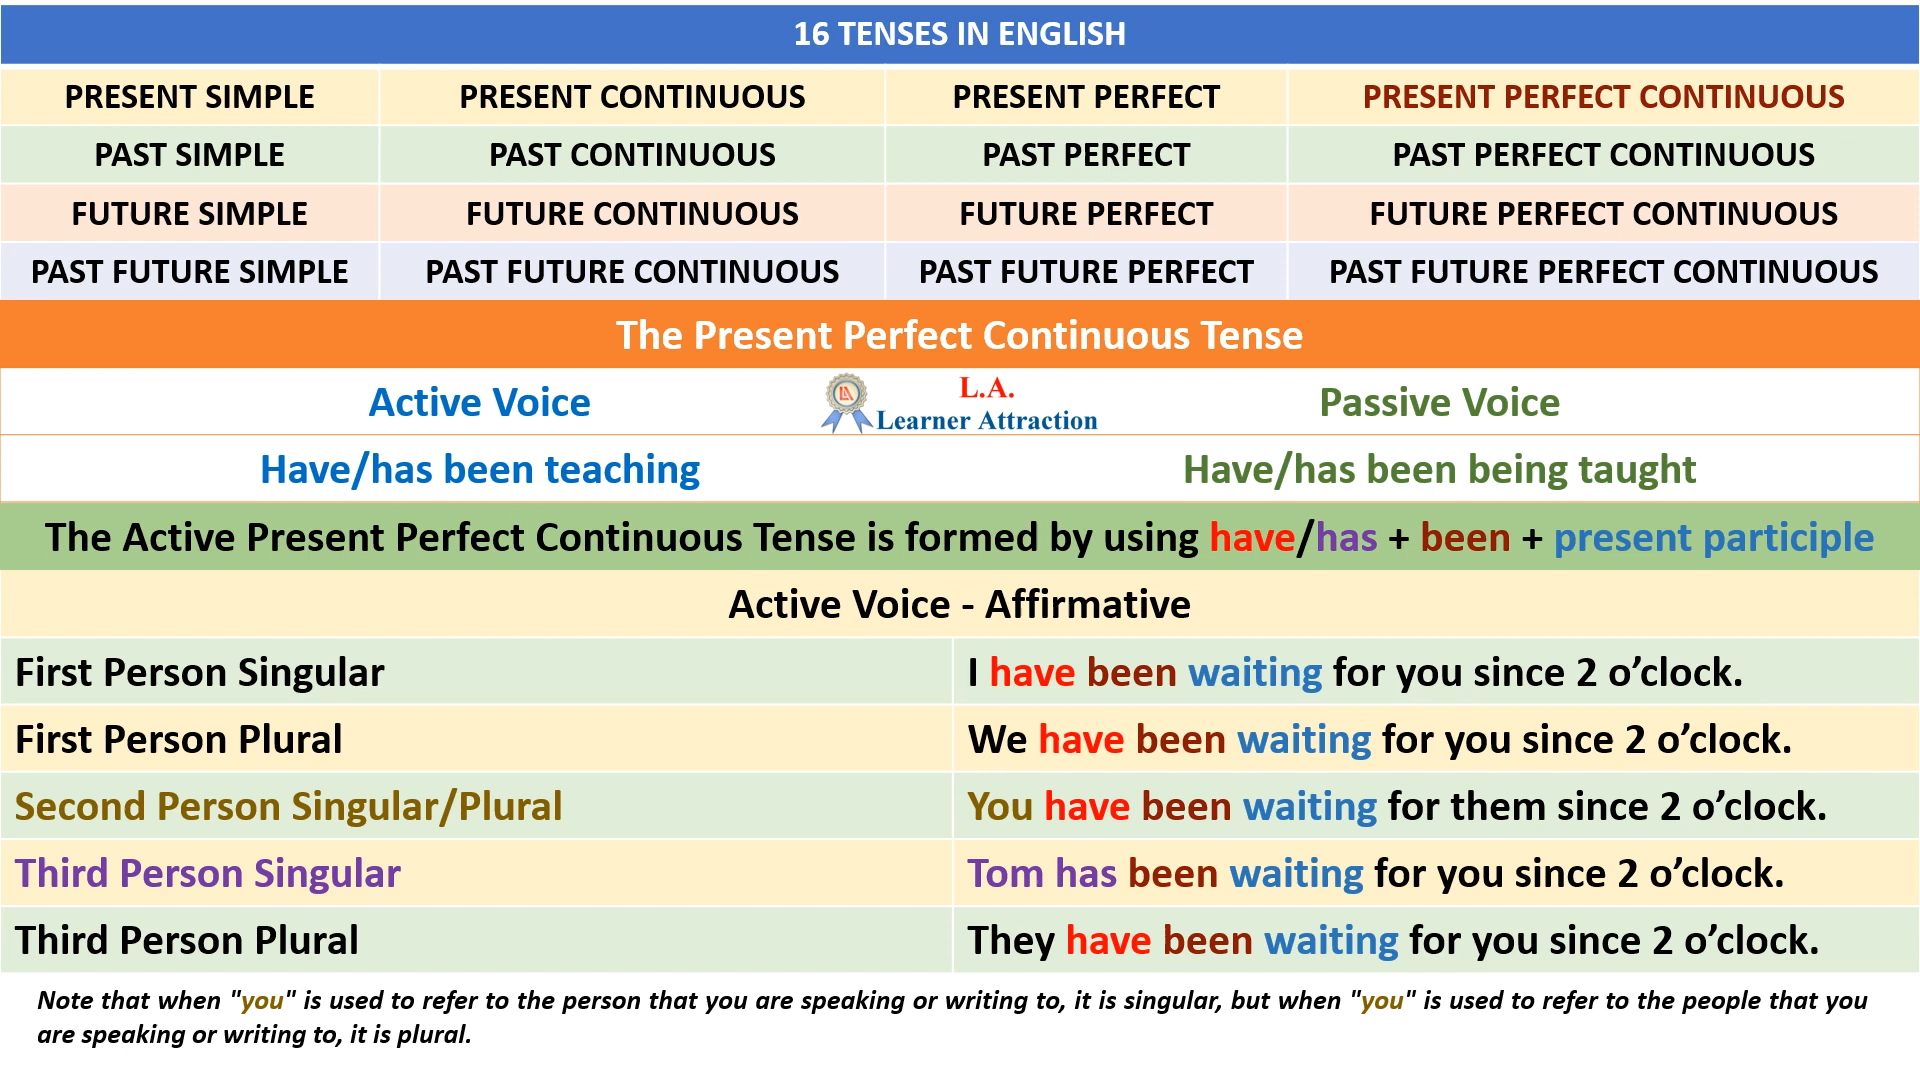 16 TENSES IN ENGLISH
PRESENT SIMPLE PRESENT CONTINUOUS PRESENT PERFECT PRESENT PERFECT CONTINUOUS
PAST SIMPLE PAST CONTINUOUS PAST PERFECT PAST PERFECT CONTINUOUS
FUTURE SIMPLE FUTURE CONTINUOUS FUTURE PERFECT FUTURE PERFECT CONTINUOUS
PAST FUTURE SIMPLE PAST FUTURE CONTINUOUS PAST FUTURE PERFECT PAST FUTURE PERFECT CONTINUOUS
The Present Perfect Continuous Tense
Active Voice LA L.A. Passive Voice
Learner Attraction
Have/has been teaching Have/has been being taught
The Active Present Perfect Continuous Tense is formed by using have/has + been + present participle
Active Voice - Affirmative
First Person Singular I have been waiting for you since 2 o’clock.
First Person Plural We have been waiting for you since 2 o’clock.
Second Person Singular/Plural You have been waiting for them since 2 o’clock.
Third Person Singular Tom has been waiting for you since 2 o’clock.
Third Person Plural They have been waiting for you since 2 o’clock.
Note that when "you" is used to refer to the person that you are speaking or writing to, it is singular, but when "you" is used to refer to the people that you
are speaking or writing to, it is plural.